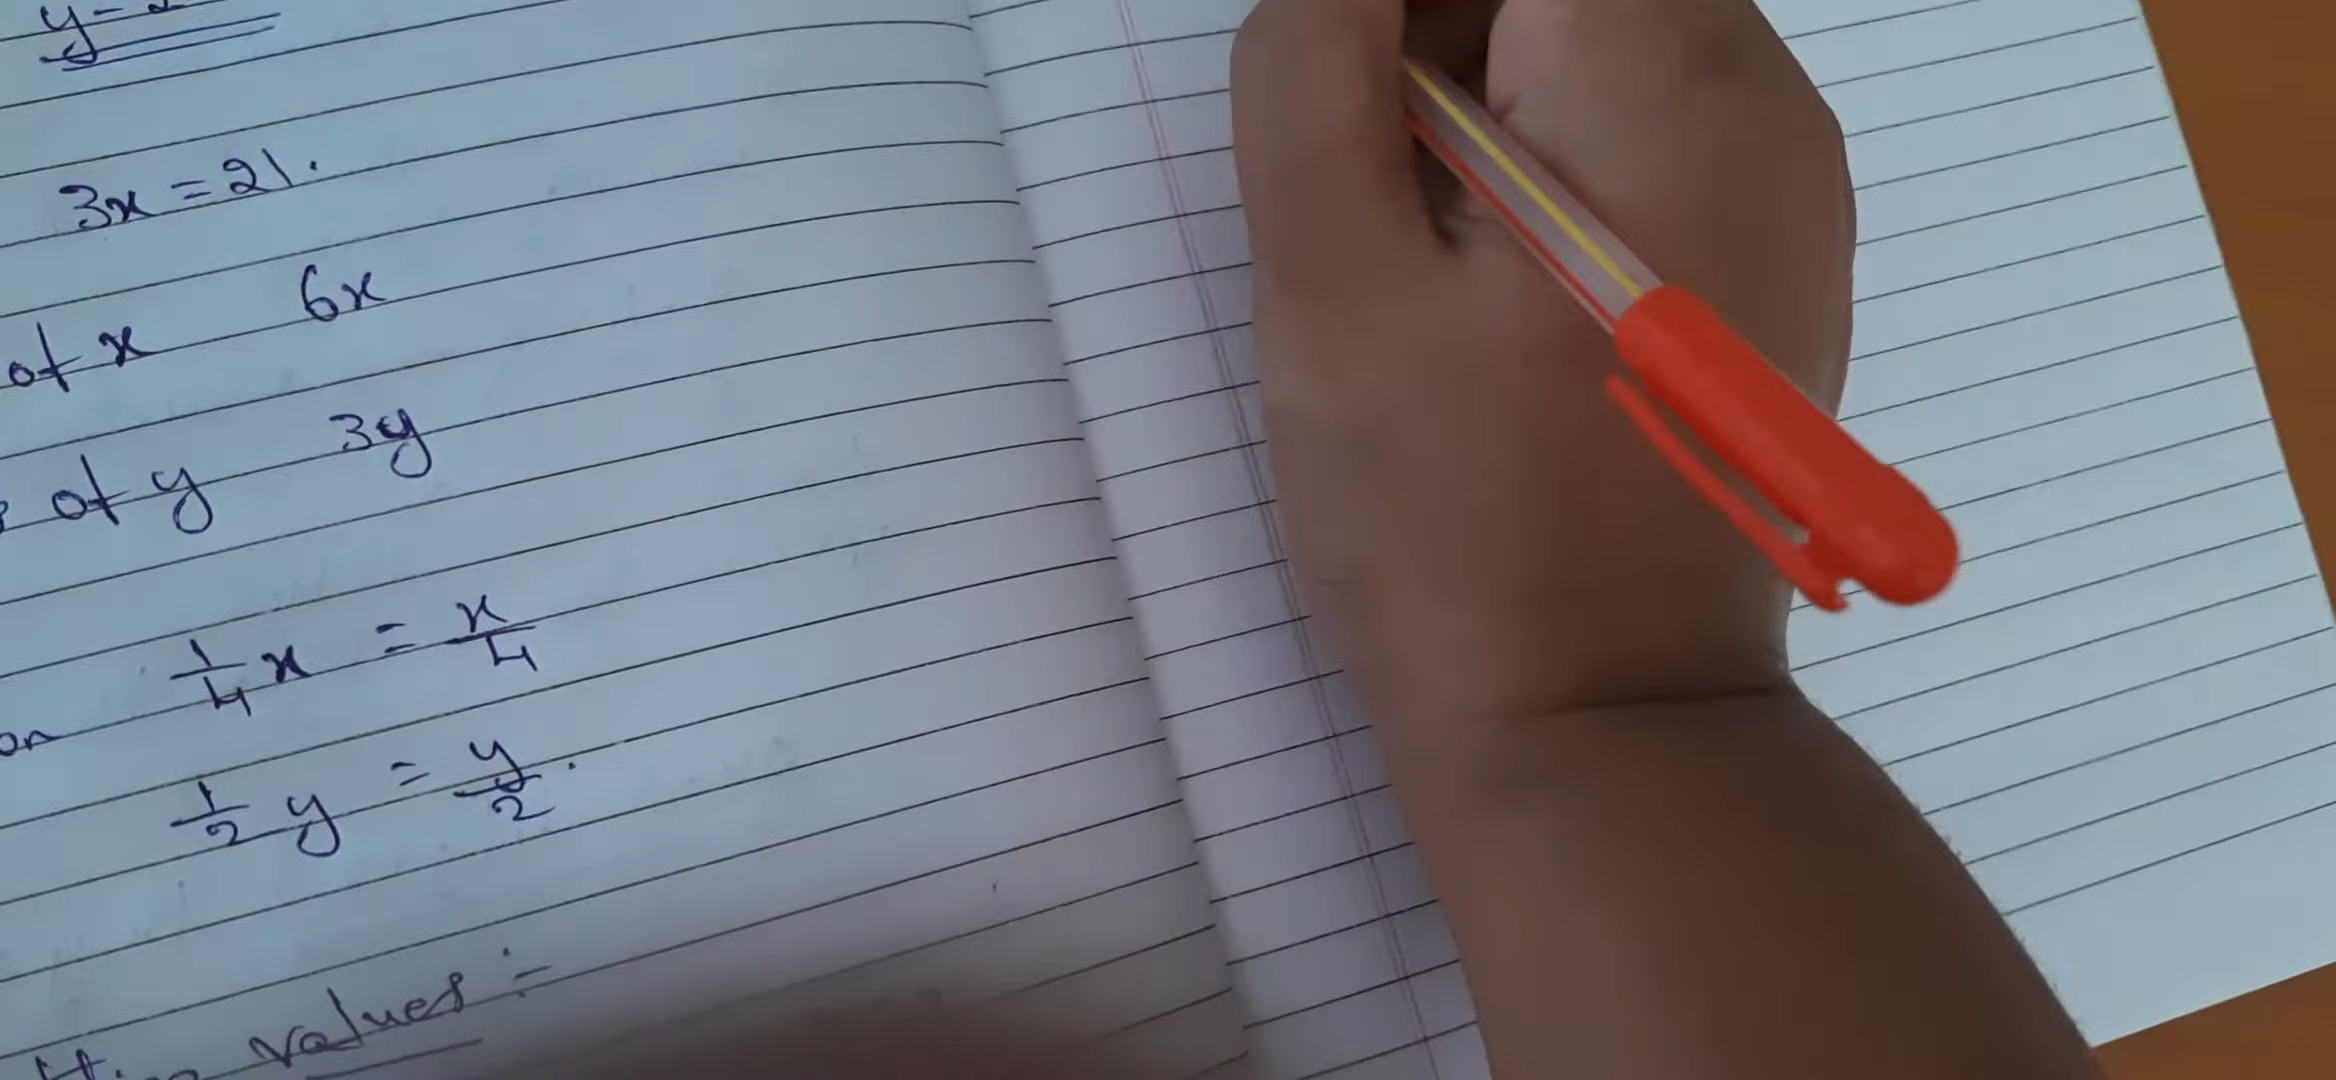 3x = 21.
of x 6x
of y 3y
1/4 x = x/4
1/2 y = y/2.
values :-